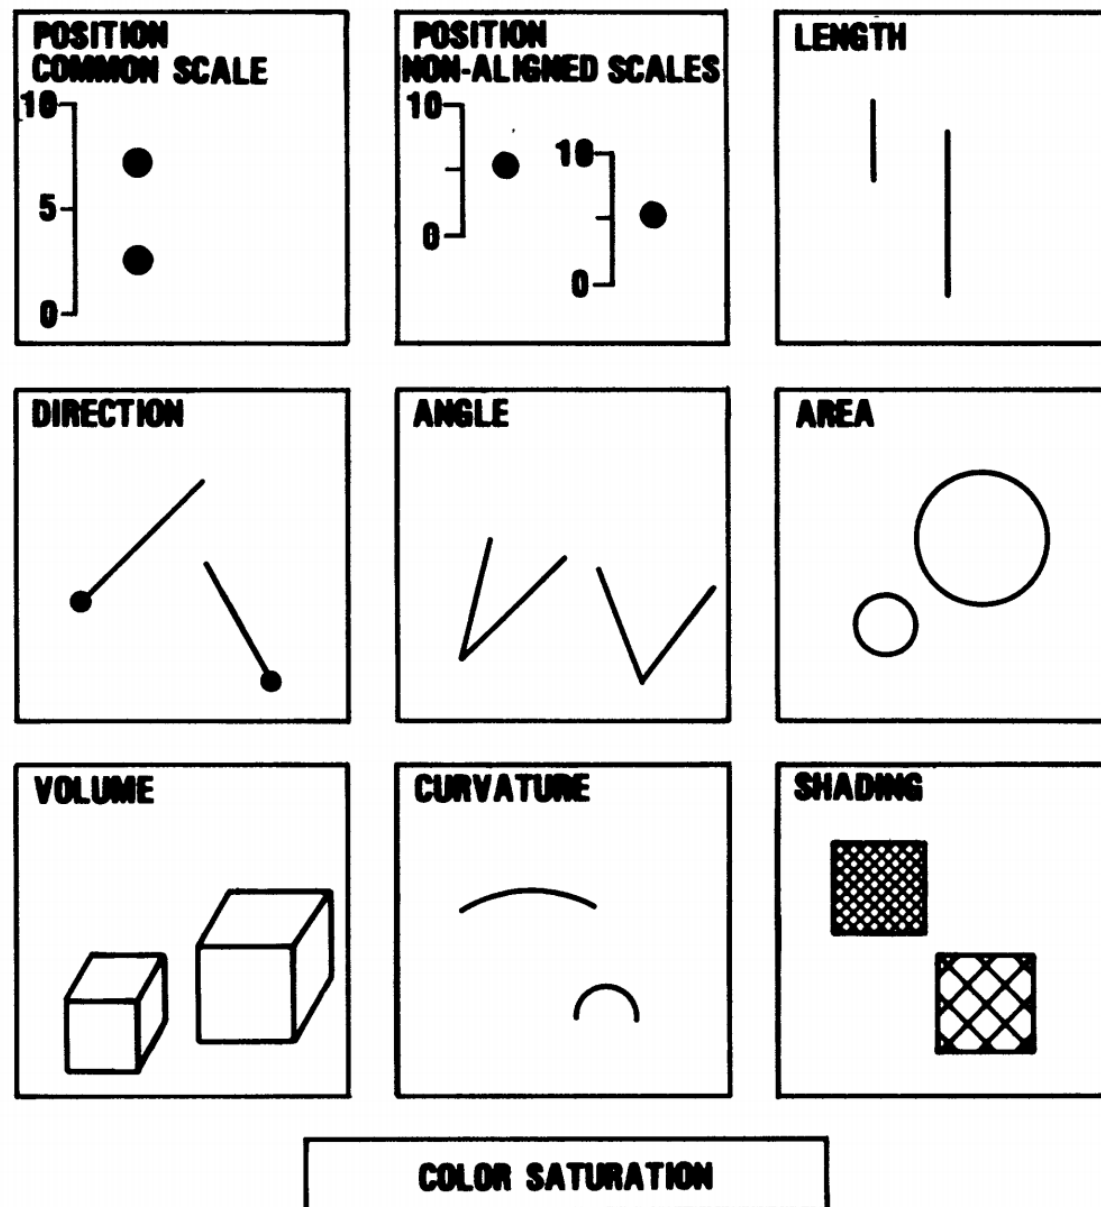 POSITION
COMMON SCALE
10
5
0
POSITION
NON-ALIGNED SCALES
10
0
10
0
LENGTH
DIRECTION
ANGLE
AREA
VOLUME
CURVATURE
SHADING
COLOR SATURATION